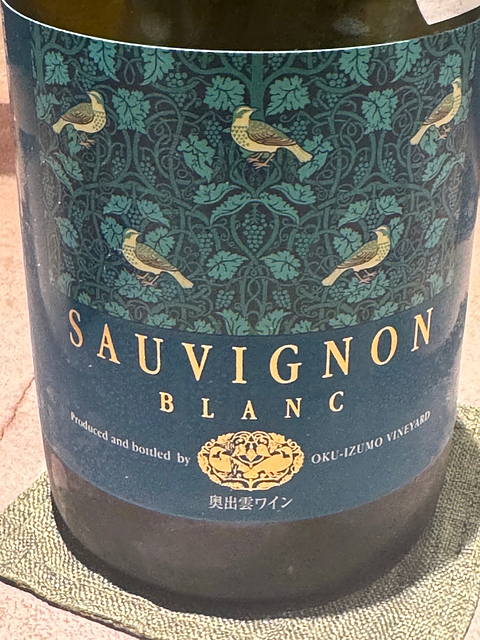 SAUVIGNON
BLANC
Produced and bottled by OKU-IZUMO VINEYARD
奥出雲ワイン